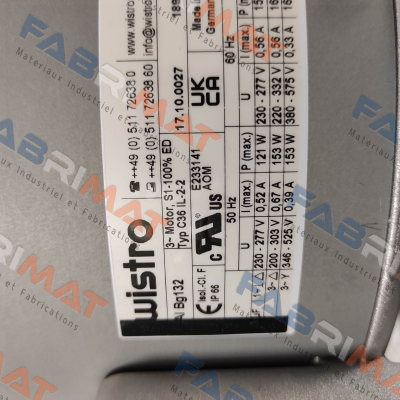 wistro
☎ ++49 (0) 511 72638 0
++49 (0) 511 72638 60
www.wistro
info@wistro
3~ Motor, S1:100% ED
Typ C36 IL-2-2
17.10.0027
Made
German
AI Bg132
Isol.-Cl. F
IP 66
c us
E233141
AOM
UK
CA
50 Hz 60 Hz
U I (max.) P (max.) U I (max.) P (m
△ 230 - 277 V 0,52 A 121 W 230 - 277 V 0,56 A
3~ △ 200 - 303 V 0,67 A 153 W 220 - 332 V 0,56 A
3~ Y 346 - 525 V 0,39 A 153 W 380 - 575 V 0,33 A
FABRIMAT
Materiaux Industriel et Fabrications